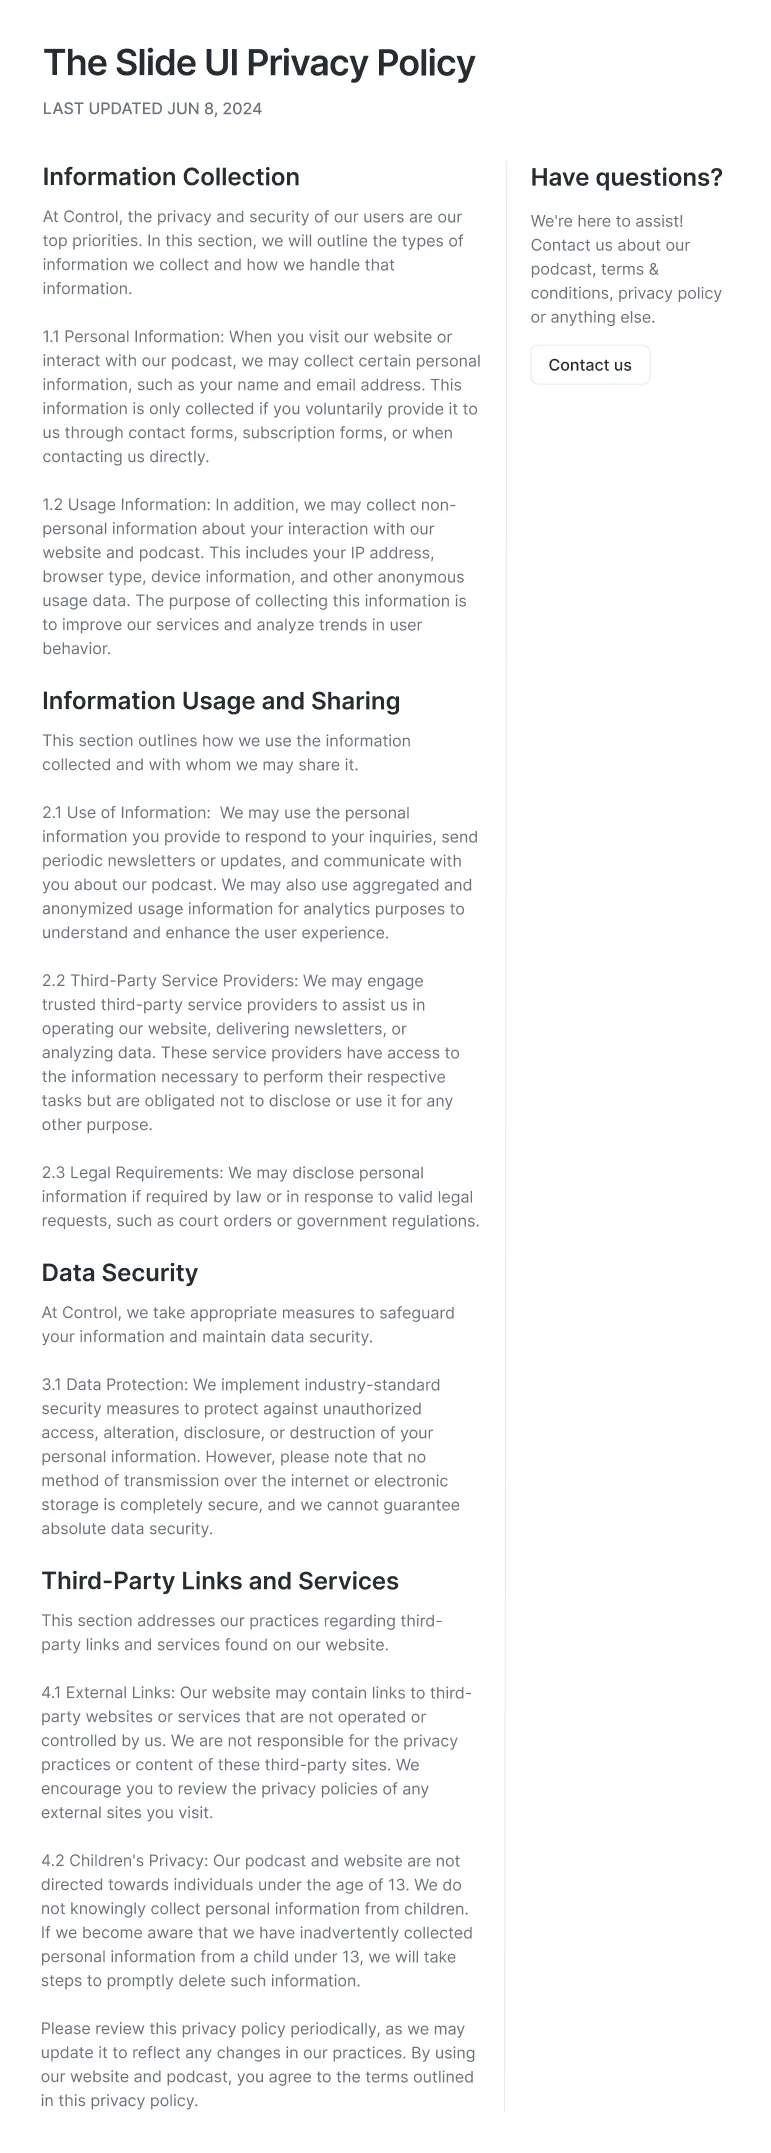 The Slide UI Privacy Policy
LAST UPDATED JUN 8, 2024
Information Collection
At Control, the privacy and security of our users are our
top priorities. In this section, we will outline the types of
information we collect and how we handle that
information.
1.1 Personal Information: When you visit our website or
interact with our podcast, we may collect certain personal
information, such as your name and email address. This
information is only collected if you voluntarily provide it to
us through contact forms, subscription forms, or when
contacting us directly.
1.2 Usage Information: In addition, we may collect non-
personal information about your interaction with our
website and podcast. This includes your IP address,
browser type, device information, and other anonymous
usage data. The purpose of collecting this information is
to improve our services and analyze trends in user
behavior.
Information Usage and Sharing
This section outlines how we use the information
collected and with whom we may share it.
2.1 Use of Information:  We may use the personal
information you provide to respond to your inquiries, send
periodic newsletters or updates, and communicate with
you about our podcast. We may also use aggregated and
anonymized usage information for analytics purposes to
understand and enhance the user experience.
2.2 Third-Party Service Providers: We may engage
trusted third-party service providers to assist us in
operating our website, delivering newsletters, or
analyzing data. These service providers have access to
the information necessary to perform their respective
tasks but are obligated not to disclose or use it for any
other purpose.
2.3 Legal Requirements: We may disclose personal
information if required by law or in response to valid legal
requests, such as court orders or government regulations.
Data Security
At Control, we take appropriate measures to safeguard
your information and maintain data security.
3.1 Data Protection: We implement industry-standard
security measures to protect against unauthorized
access, alteration, disclosure, or destruction of your
personal information. However, please note that no
method of transmission over the internet or electronic
storage is completely secure, and we cannot guarantee
absolute data security.
Third-Party Links and Services
This section addresses our practices regarding third-
party links and services found on our website.
4.1 External Links: Our website may contain links to third-
party websites or services that are not operated or
controlled by us. We are not responsible for the privacy
practices or content of these third-party sites. We
encourage you to review the privacy policies of any
external sites you visit.
4.2 Children's Privacy: Our podcast and website are not
directed towards individuals under the age of 13. We do
not knowingly collect personal information from children.
If we become aware that we have inadvertently collected
personal information from a child under 13, we will take
steps to promptly delete such information.
Please review this privacy policy periodically, as we may
update it to reflect any changes in our practices. By using
our website and podcast, you agree to the terms outlined
in this privacy policy.
Have questions?
We're here to assist!
Contact us about our
podcast, terms &
conditions, privacy policy
or anything else.
Contact us